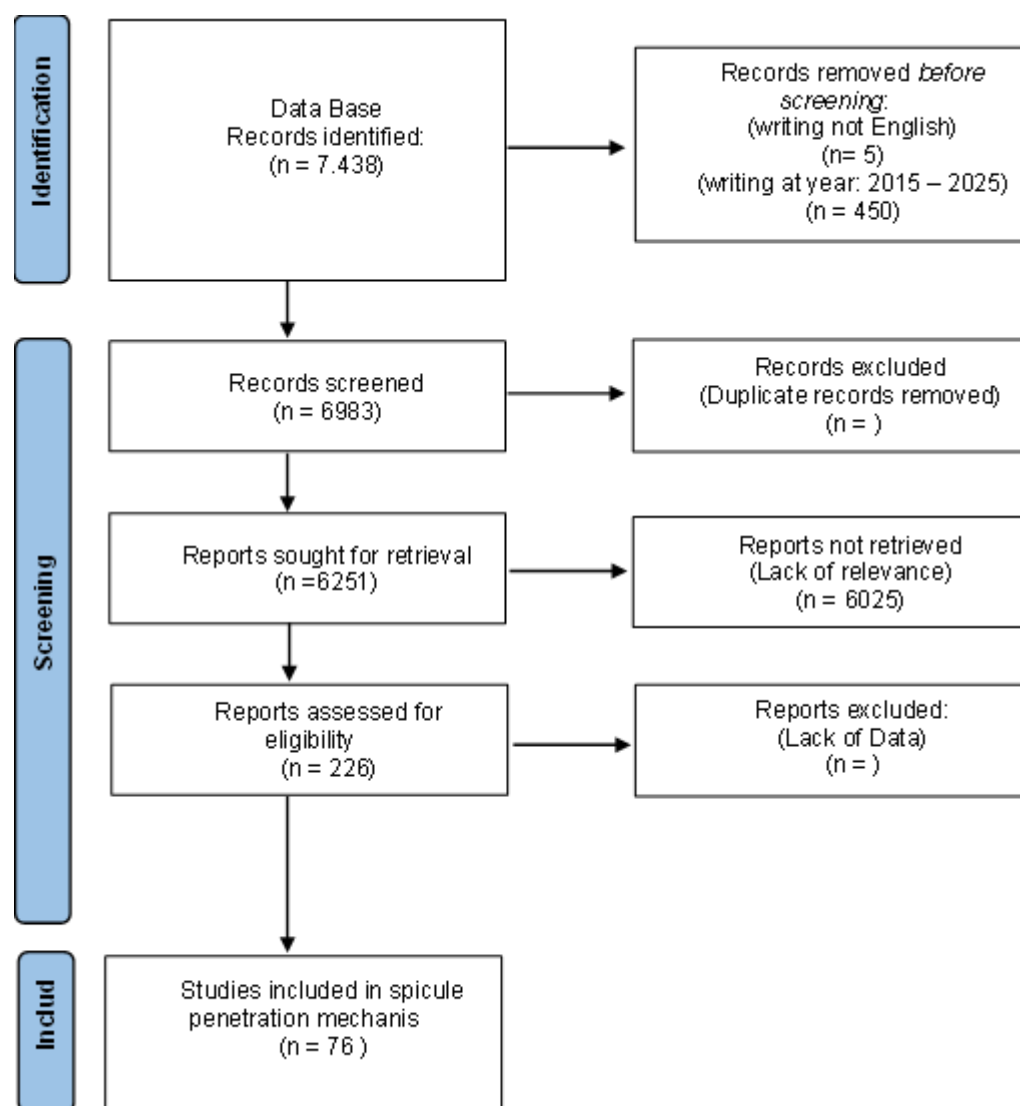 Identification
Data Base
Records identified:
(n = 7.438)
Records removed before
screening:
(writing not English)
(n= 5)
(writing at year: 2015 – 2025)
(n = 450)
Screening
Records screened
(n = 6983)
Records excluded
(Duplicate records removed)
(n = )
Reports sought for retrieval
(n =6251)
Reports not retrieved
(Lack of relevance)
(n = 6025)
Reports assessed for
eligibility
(n = 226)
Reports excluded:
(Lack of Data)
(n = )
Includ
Studies included in spicule
penetration mechanis
(n = 76 )